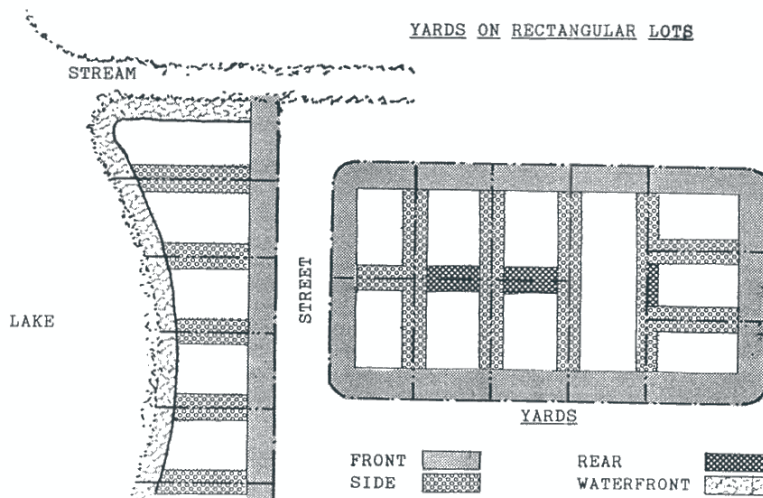 YARDS ON RECTANGULAR LOTS
STREAM
STREET
LAKE
YARDS
FRONT
REAR
SIDE
WATERFRONT